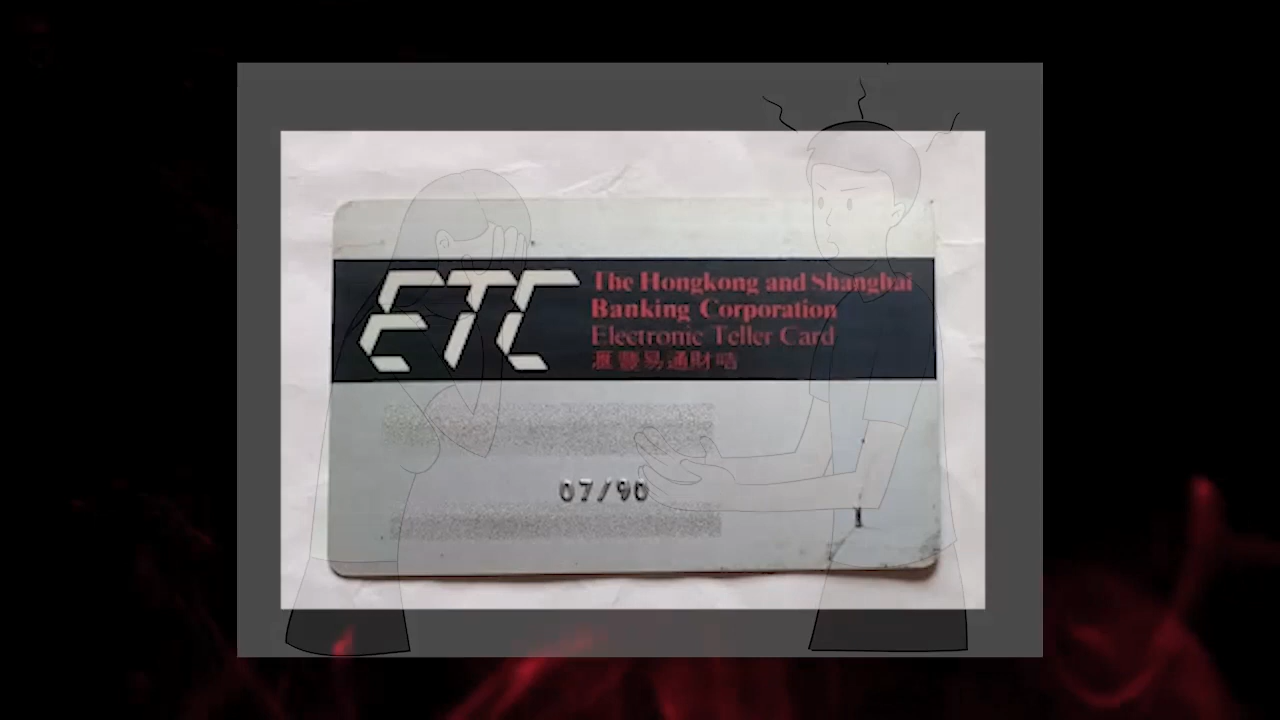 ETC
The Hongkong and Shanghai
Banking Corporation
Electronic Teller Card
滙豐易通財咭
07/90